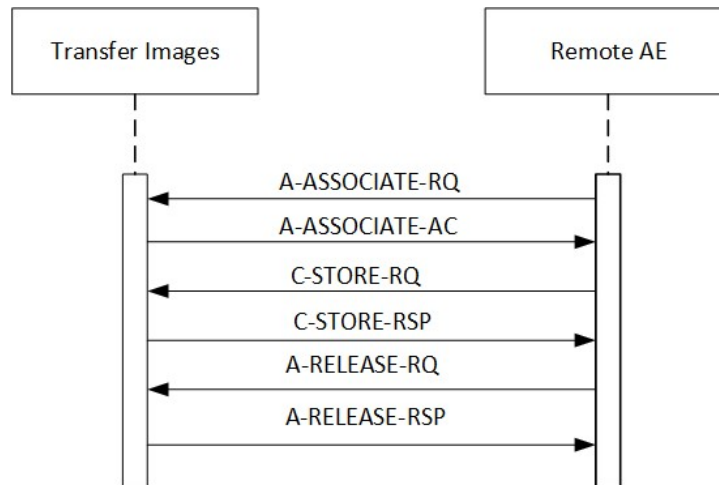 Transfer Images
Remote AE
A-ASSOCIATE-RQ
A-ASSOCIATE-AC
C-STORE-RQ
C-STORE-RSP
A-RELEASE-RQ
A-RELEASE-RSP